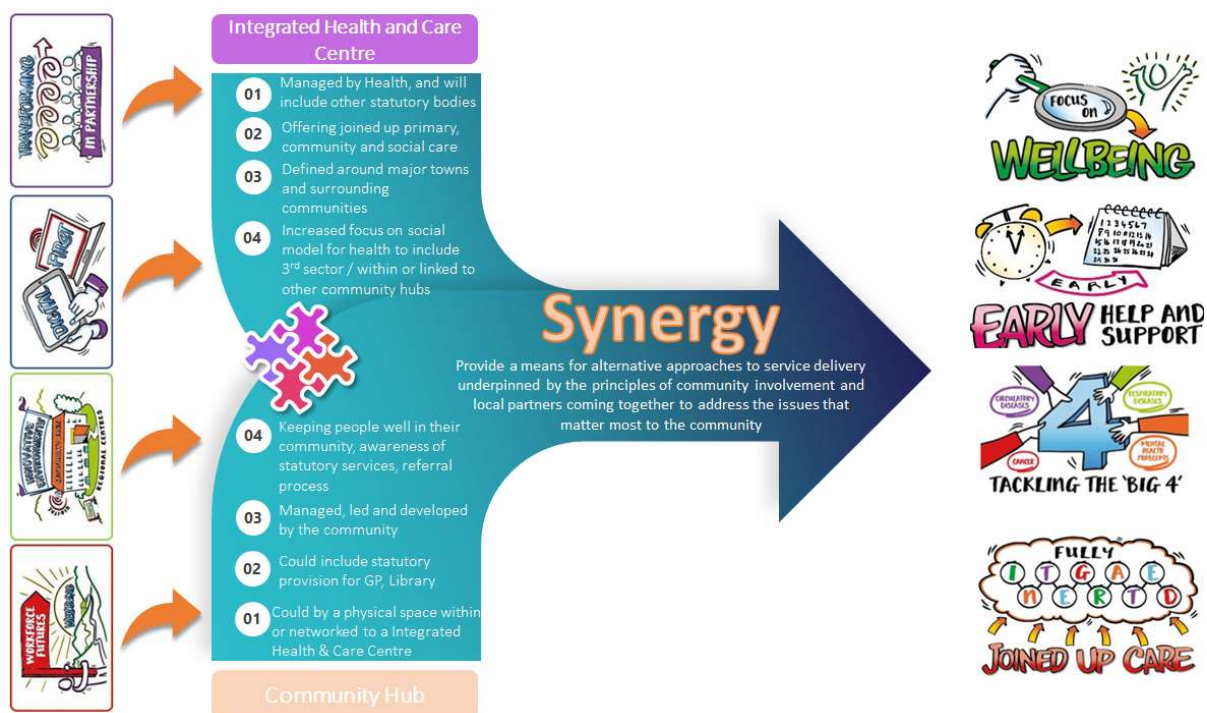 TRANSFORMING
IN PARTNERSHIP
DIGITAL
FIRST
INNOVATIVE
ENVIRONMENTS
REGIONAL CENTRES
WORKFORCE
FUTURES
Integrated Health and Care
Centre
01
Managed by Health, and will
include other statutory bodies
02
Offering joined up primary,
community and social care
03
Defined around major towns
and surrounding
communities
04
Increased focus on social
model for health to include
3rd sector / within or linked to
other community hubs
04
Keeping people well in their
community, awareness of
statutory services, referral
process
03
Managed, led and developed
by the community
02
Could include statutory
provision for GP, Library
01
Could by a physical space within
or networked to a Integrated
Health & Care Centre
Community Hub
Synergy
Provide a means for alternative approaches to service delivery
underpinned by the principles of community involvement and
local partners coming together to address the issues that
matter most to the community
FOCUS
ON
WELLBEING
EARLY
EARLY HELP AND
SUPPORT
CIRCULATORY
DISEASES
RESPIRATORY
DISEASES
4
CANCER
MENTAL
HEALTH
PROBLEMS
TACKLING THE 'BIG 4'
FULLY
INTEGRATED
JOINED UP CARE